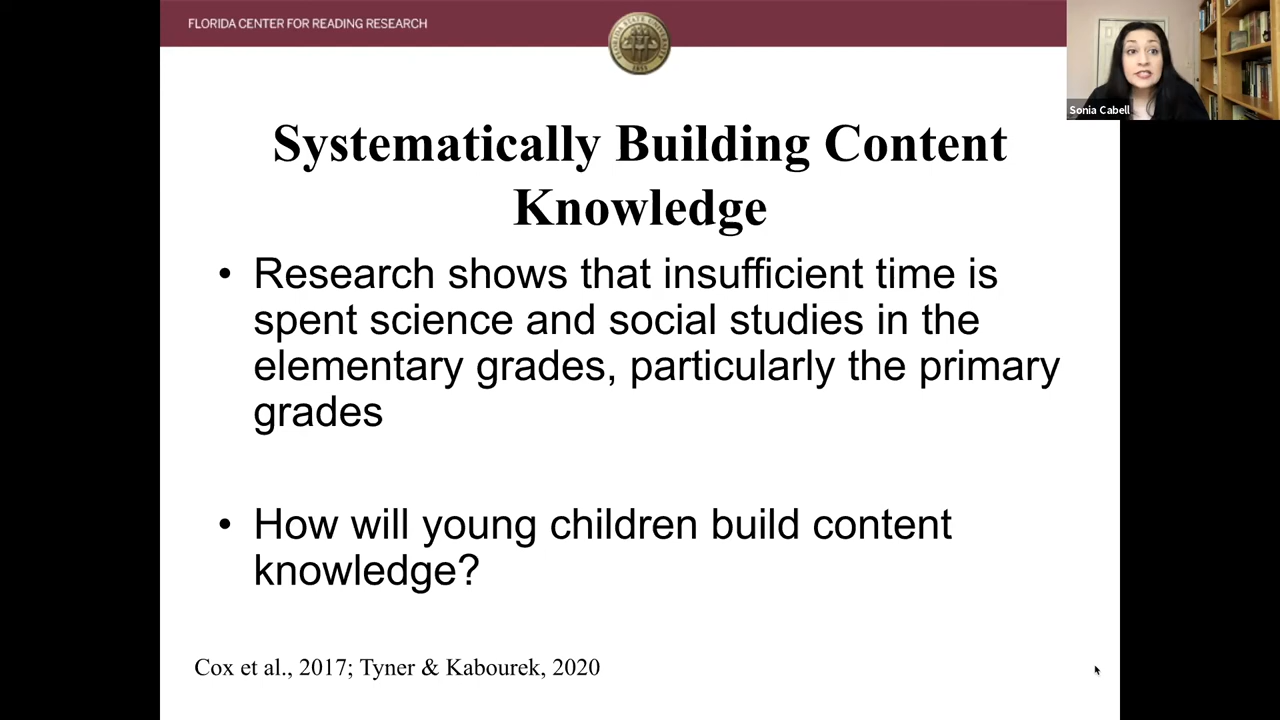 FLORIDA CENTER FOR READING RESEARCH
Sonia Cabell
Systematically Building Content
Knowledge
• Research shows that insufficient time is
spent science and social studies in the
elementary grades, particularly the primary
grades
• How will young children build content
knowledge?
Cox et al., 2017; Tyner & Kabourek, 2020